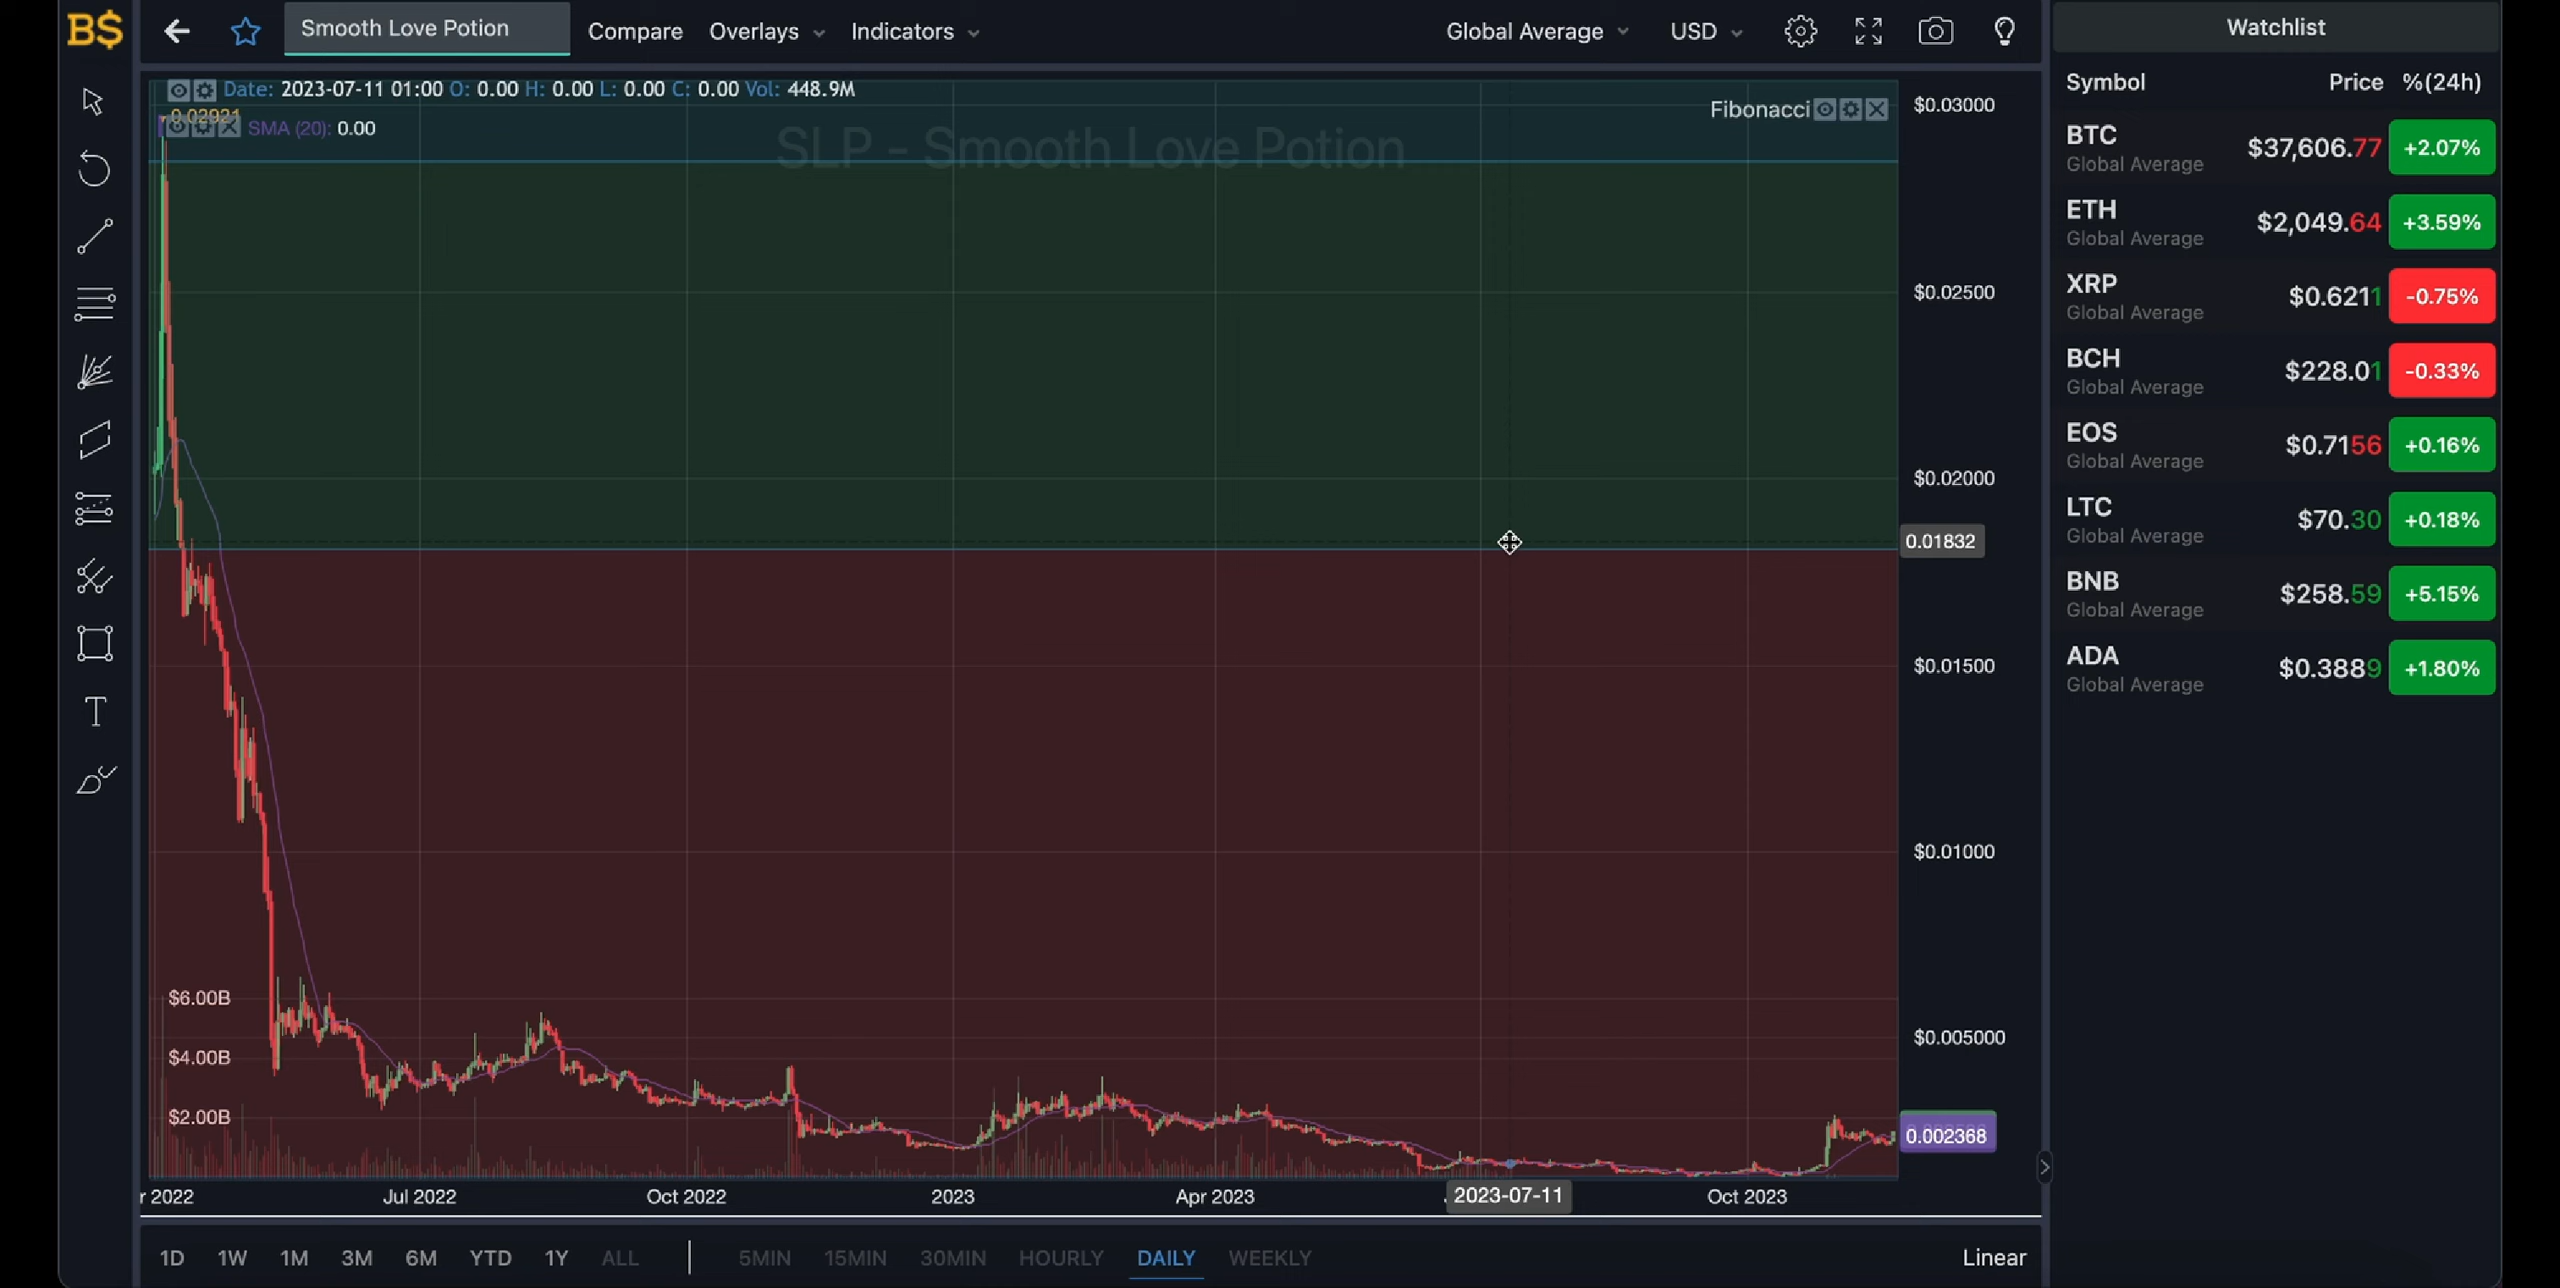 B$
Smooth Love Potion
Compare
Overlays
Indicators
Global Average
USD
Watchlist
Date: 2023-07-11 01:00 O: 0.00 H: 0.00 L: 0.00 C: 0.00 Vol: 448.9M
0.02921
SMA (20): 0.00
Fibonacci
SLP - Smooth Love Potion
$0.03000
$0.02500
$0.02000
0.01832
$0.01500
$0.01000
$0.005000
0.002368
$6.00B
$4.00B
$2.00B
r 2022
Jul 2022
Oct 2022
2023
Apr 2023
2023-07-11
Oct 2023
1D 1W 1M 3M 6M YTD 1Y ALL
5MIN 15MIN 30MIN HOURLY DAILY WEEKLY
Linear
Symbol Price %(24h)
BTC $37,606.77 +2.07%
Global Average
ETH $2,049.64 +3.59%
Global Average
XRP $0.6211 -0.75%
Global Average
BCH $228.01 -0.33%
Global Average
EOS $0.7156 +0.16%
Global Average
LTC $70.30 +0.18%
Global Average
BNB $258.59 +5.15%
Global Average
ADA $0.3889 +1.80%
Global Average
T